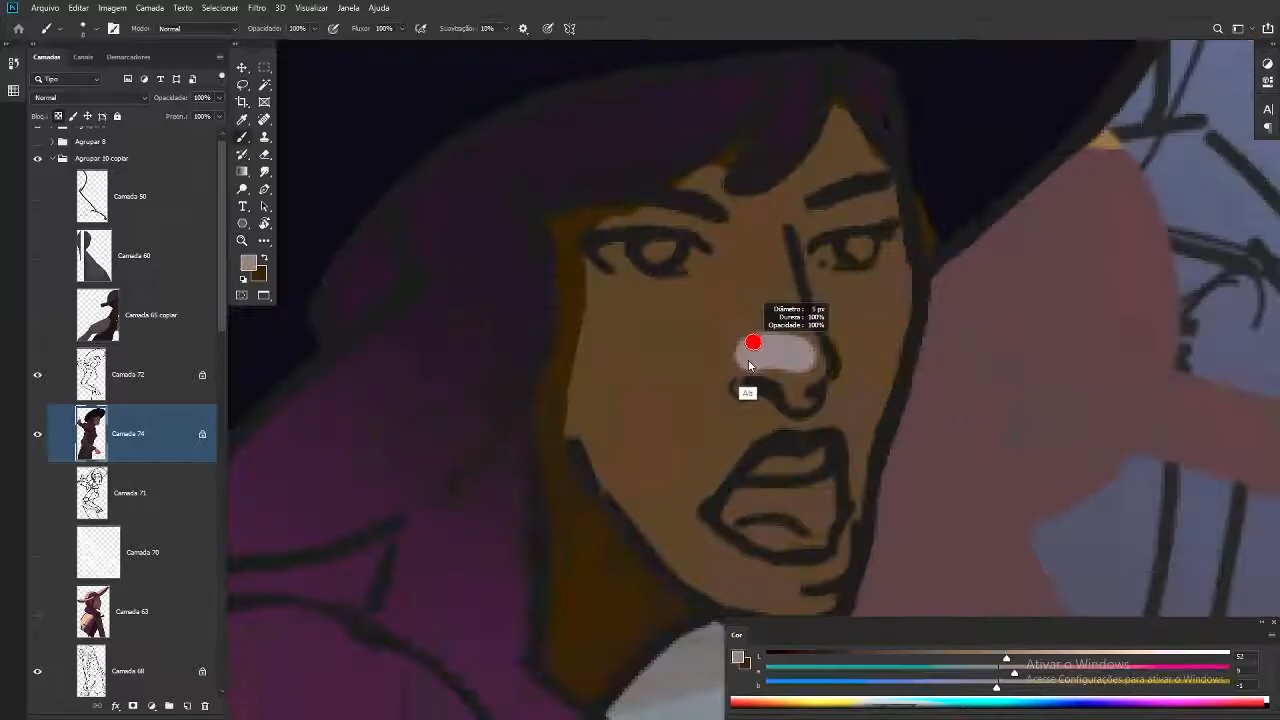 Ps Arquivo Editar Imagem Camada Texto Selecionar Filtro 3D Visualizar Janela Ajuda
8 Modo: Normal Opacidade: 100% Fluxo: 100% Suavização: 10%
Camadas Canais Demarcadores
Tipo
Normal Opacidade: 100%
Bloq.: Preen.: 100%
Agrupar 8
Agrupar 10 copiar
Camada 50
Camada 60
Camada 65 copiar
Camada 72
Camada 74
Camada 71
Camada 70
Camada 63
Camada 68
Diâmetro: 5 px
Dureza: 100%
Opacidade: 100%
Alt
Cor
L 52
a 9
b -1
Ativar o Windows
Acesse Configurações para ativar o Windows.